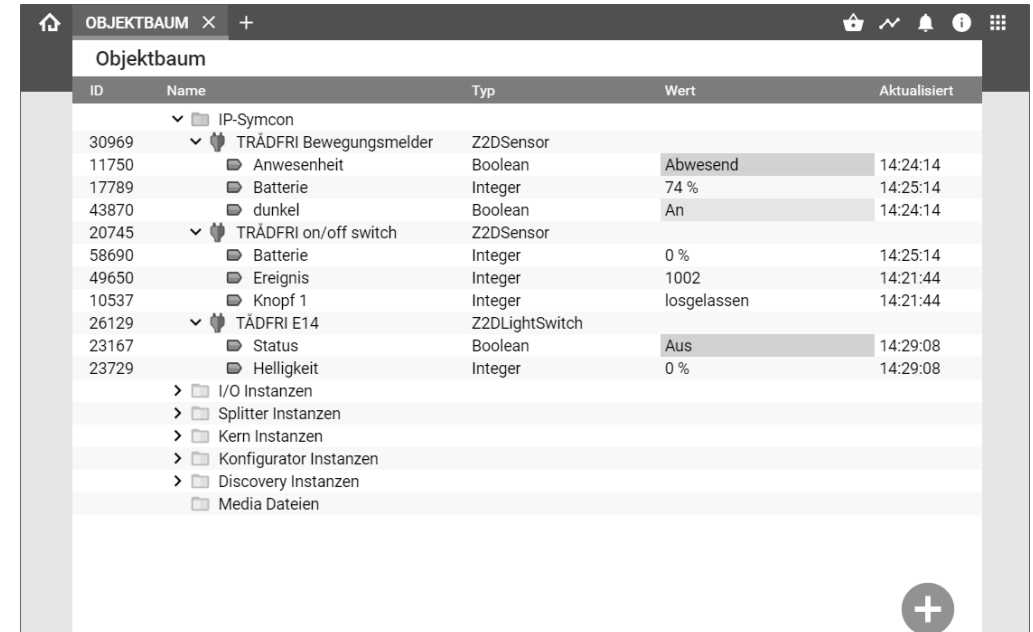 OBJEKTBAUM
Objektbaum
ID Name Typ Wert Aktualisiert
IP-Symcon
30969 TRÄDFRI Bewegungsmelder Z2DSensor
11750 Anwesenheit Boolean Abwesend 14:24:14
17789 Batterie Integer 74 % 14:25:14
43870 dunkel Boolean An 14:24:14
20745 TRÄDFRI on/off switch Z2DSensor
58690 Batterie Integer 0 % 14:25:14
49650 Ereignis Integer 1002 14:21:44
10537 Knopf 1 Integer losgelassen 14:21:44
26129 TÄDFRI E14 Z2DLightSwitch
23167 Status Boolean Aus 14:29:08
23729 Helligkeit Integer 0 % 14:29:08
I/O Instanzen
Splitter Instanzen
Kern Instanzen
Konfigurator Instanzen
Discovery Instanzen
Media Dateien